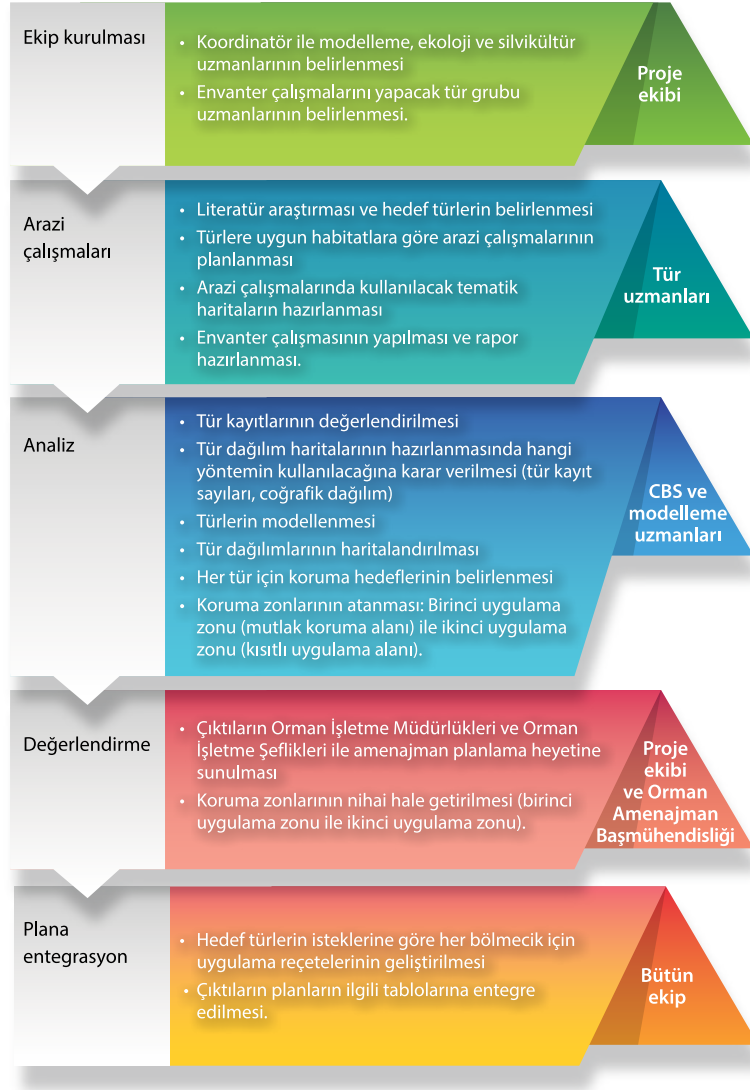 Ekip kurulması
• Koordinatör ile modelleme, ekoloji ve silvikültür
uzmanlarının belirlenmesi
• Envanter çalışmalarını yapacak tür grubu
uzmanlarının belirlenmesi.
Proje
ekibi
Arazi
çalışmaları
• Literatür araştırması ve hedef türlerin belirlenmesi
• Türlere uygun habitatlara göre arazi çalışmalarının
planlanması
• Arazi çalışmalarında kullanılacak tematik
haritaların hazırlanması
• Envanter çalışmasının yapılması ve rapor
hazırlanması.
Tür
uzmanları
Analiz
• Tür kayıtlarının değerlendirilmesi
• Tür dağılım haritalarının hazırlanmasında hangi
yöntemin kullanılacağına karar verilmesi (tür kayıt
sayıları, coğrafik dağılım)
• Türlerin modellenmesi
• Tür dağılımlarının haritalandırılması
• Her tür için koruma hedeflerinin belirlenmesi
• Koruma zonlarının atanması: Birinci uygulama
zonu (mutlak koruma alanı) ile ikinci uygulama
zonu (kısıtlı uygulama alanı).
CBS ve
modelleme
uzmanları
Değerlendirme
• Çıktıların Orman İşletme Müdürlükleri ve Orman
İşletme Şeflikleri ile amenajman planlama heyetine
sunulması
• Koruma zonlarının nihai hale getirilmesi (birinci
uygulama zonu ile ikinci uygulama zonu).
Proje
ekibi
ve Orman
Amenajman
Başmühendisliği
Plana
entegrasyon
• Hedef türlerin isteklerine göre her bölmecik için
uygulama reçetelerinin geliştirilmesi
• Çıktıların planların ilgili tablolarına entegre
edilmesi.
Bütün
ekip